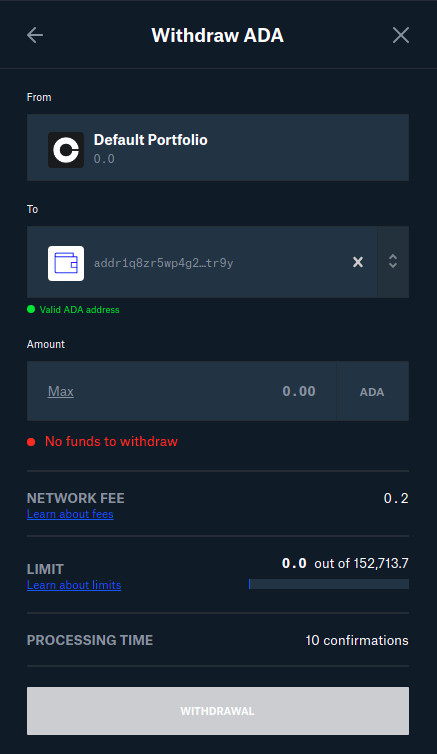 Withdraw ADA
From
Default Portfolio
0.0
To
addr1q8zr5wp4g2…tr9y
Valid ADA address
Amount
Max 0.00 ADA
No funds to withdraw
NETWORK FEE 0.2
Learn about fees
LIMIT 0.0 out of 152,713.7
Learn about limits
PROCESSING TIME 10 confirmations
WITHDRAWAL